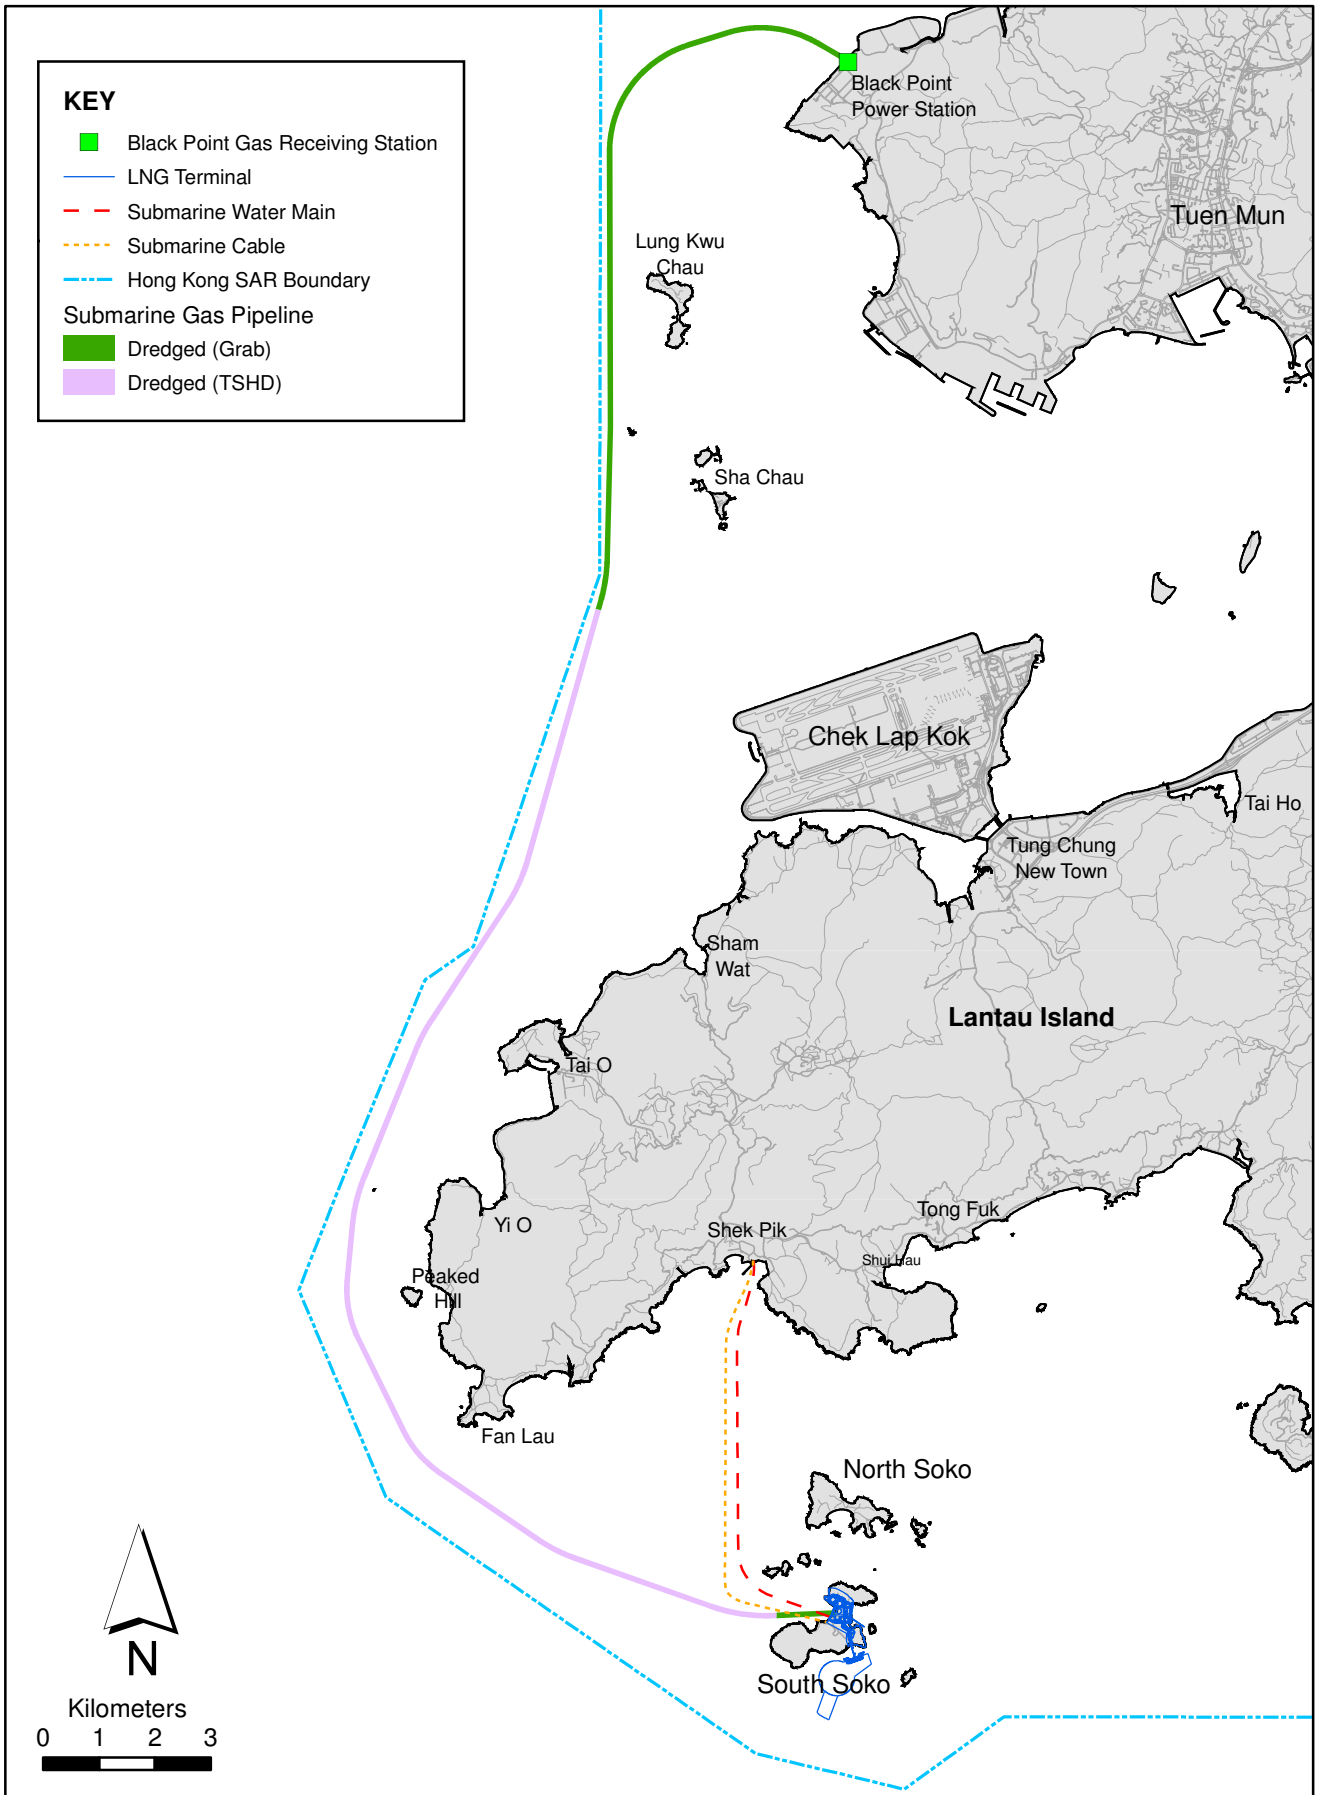 KEY
Black Point Gas Receiving Station
LNG Terminal
Submarine Water Main
Submarine Cable
Hong Kong SAR Boundary
Submarine Gas Pipeline
Dredged (Grab)
Dredged (TSHD)
Black Point
Power Station
Tuen Mun
Lung Kwu
Chau
Sha Chau
Chek Lap Kok
Tai Ho
Tung Chung
New Town
Sham
Wat
Lantau Island
Tai O
Tong Fuk
Yi O
Shek Pik
Shui Hau
Peaked
Hill
Fan Lau
North Soko
South Soko
N
Kilometers
0 1 2 3